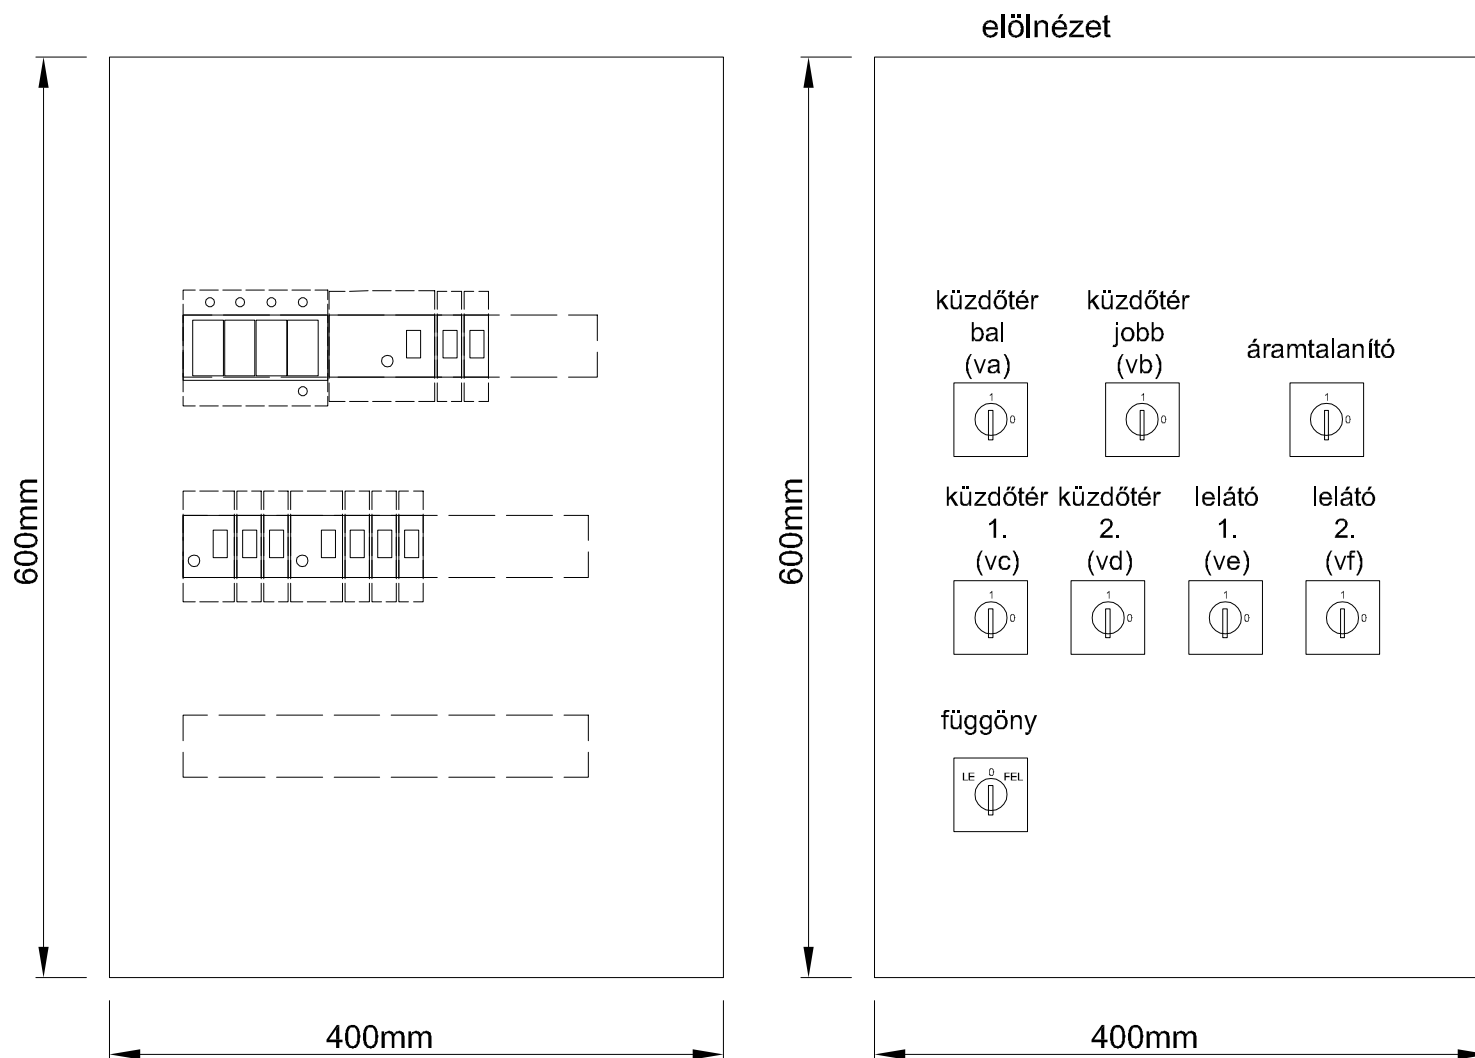 elölnézet
600mm
400mm
600mm
400mm
küzdőtér
bal
(va)
1
0
küzdőtér
jobb
(vb)
1
0
áramtalanító
1
0
küzdőtér
1.
(vc)
1
0
küzdőtér
2.
(vd)
1
0
lelátó
1.
(ve)
1
0
lelátó
2.
(vf)
1
0
függöny
LE 0 FEL